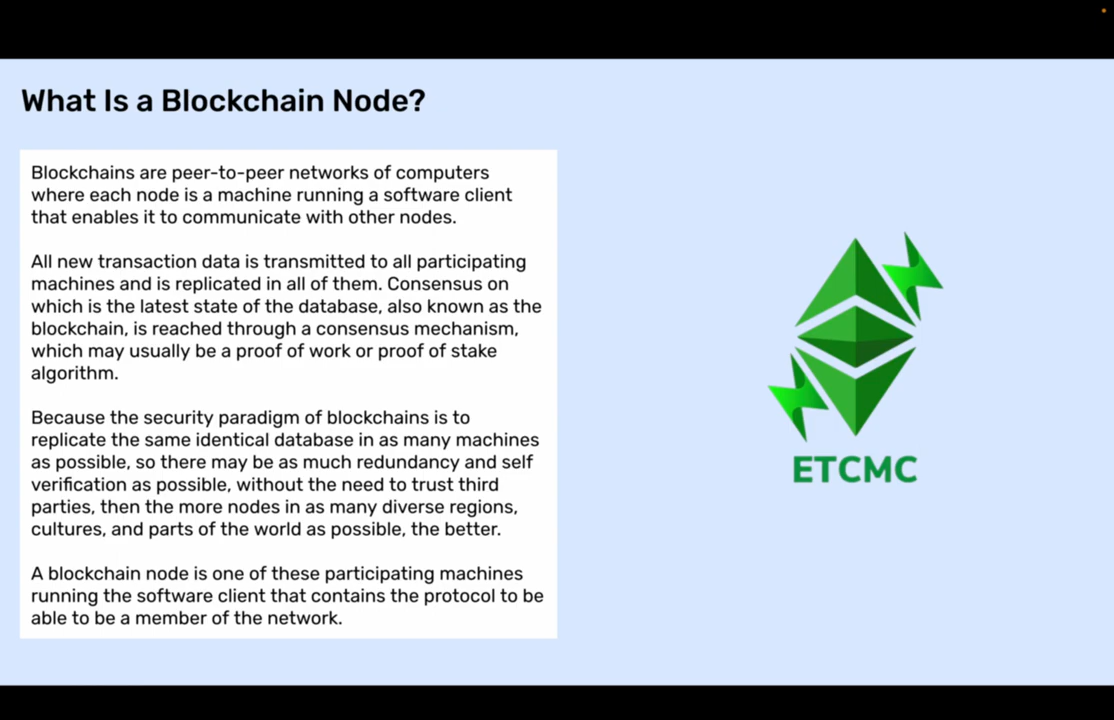 What Is a Blockchain Node?
Blockchains are peer-to-peer networks of computers
where each node is a machine running a software client
that enables it to communicate with other nodes.
All new transaction data is transmitted to all participating
machines and is replicated in all of them. Consensus on
which is the latest state of the database, also known as the
blockchain, is reached through a consensus mechanism,
which may usually be a proof of work or proof of stake
algorithm.
Because the security paradigm of blockchains is to
replicate the same identical database in as many machines
as possible, so there may be as much redundancy and self
verification as possible, without the need to trust third
parties, then the more nodes in as many diverse regions,
cultures, and parts of the world as possible, the better.
A blockchain node is one of these participating machines
running the software client that contains the protocol to be
able to be a member of the network.
ETCMC